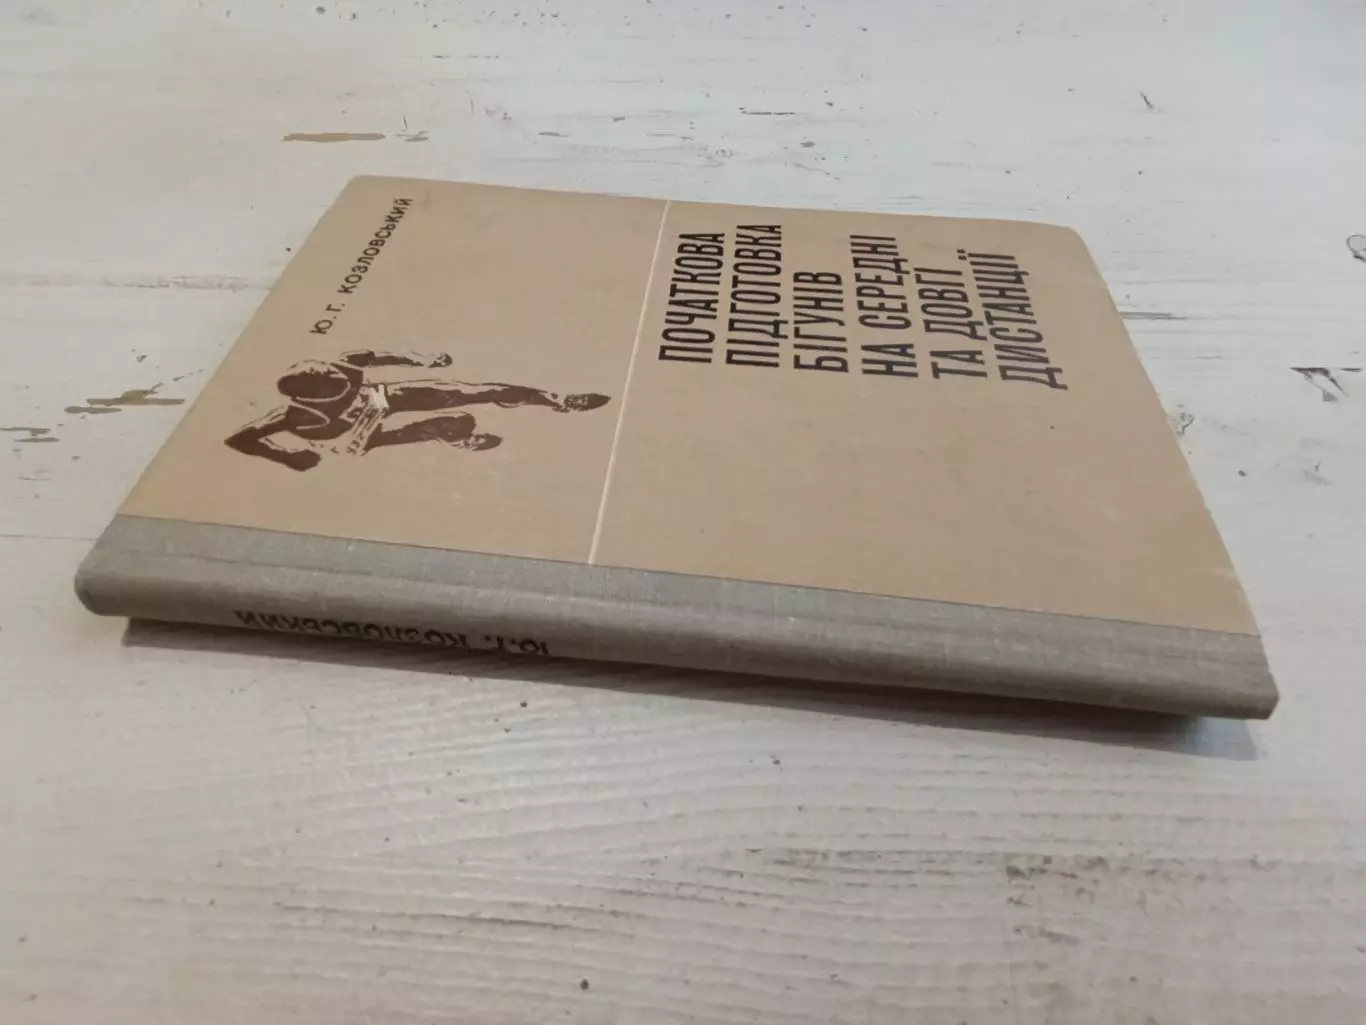 Ю. Г. КОЗЛОВСЬКИЙ
ПОЧАТКОВА
ПІДГОТОВКА
БІГУНІВ
НА СЕРЕДНІ
ТА ДОВГІ
ДИСТАНЦІЇ
Ю.Г. КОЗЛОВСЬКИЙ